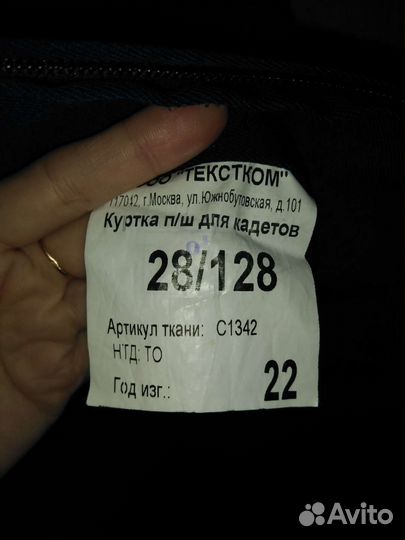 "ТЕКСТКОМ"
117042, г.Москва, ул.Южнобутовская, д.101
Куртка п/ш для кадетов
28/128
Артикул ткани: С1342
НТД: ТО
Год изг.: 22
Avito